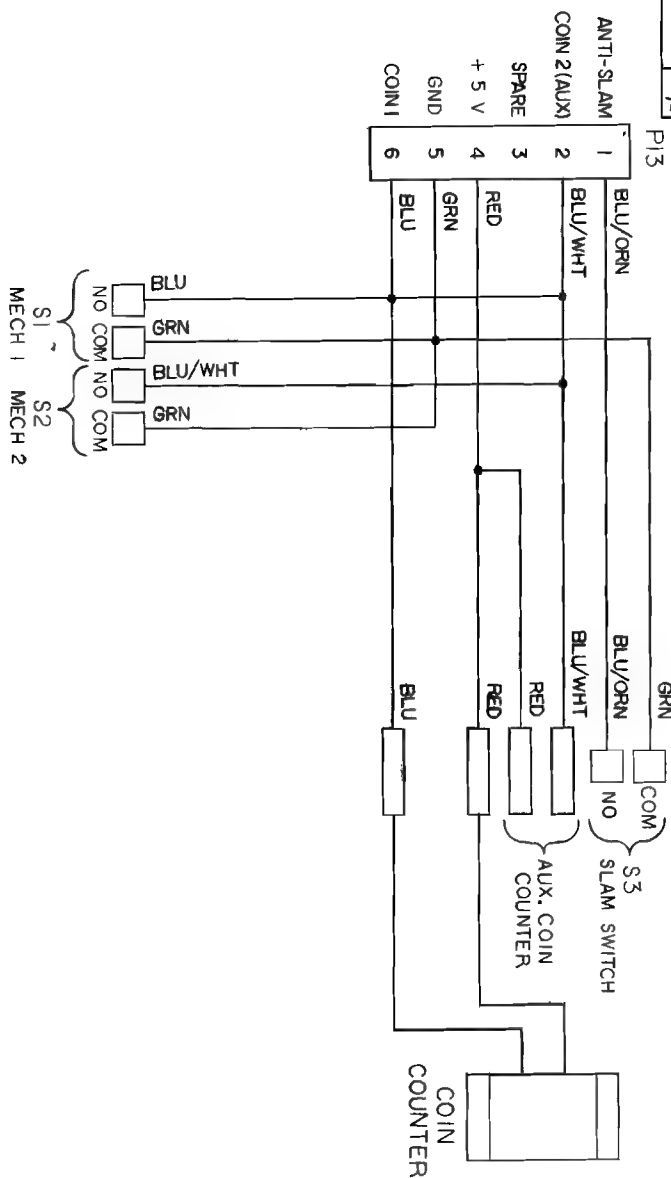 P13
ANTI-SLAM 1 BLU/ORN
COIN 2 (AUX) 2 BLU/WHT
SPARE 3
+ 5 V 4 RED
GND 5 GRN
COIN 1 6 BLU
BLU
GRN
BLU/WHT
GRN
NO
COM
NO
COM
S1
MECH 1
S2
MECH 2
GRN
BLU/ORN
BLU/WHT
RED
RED
BLU
COM
NO
S3
SLAM SWITCH
AUX. COIN
COUNTER
COIN
COUNTER